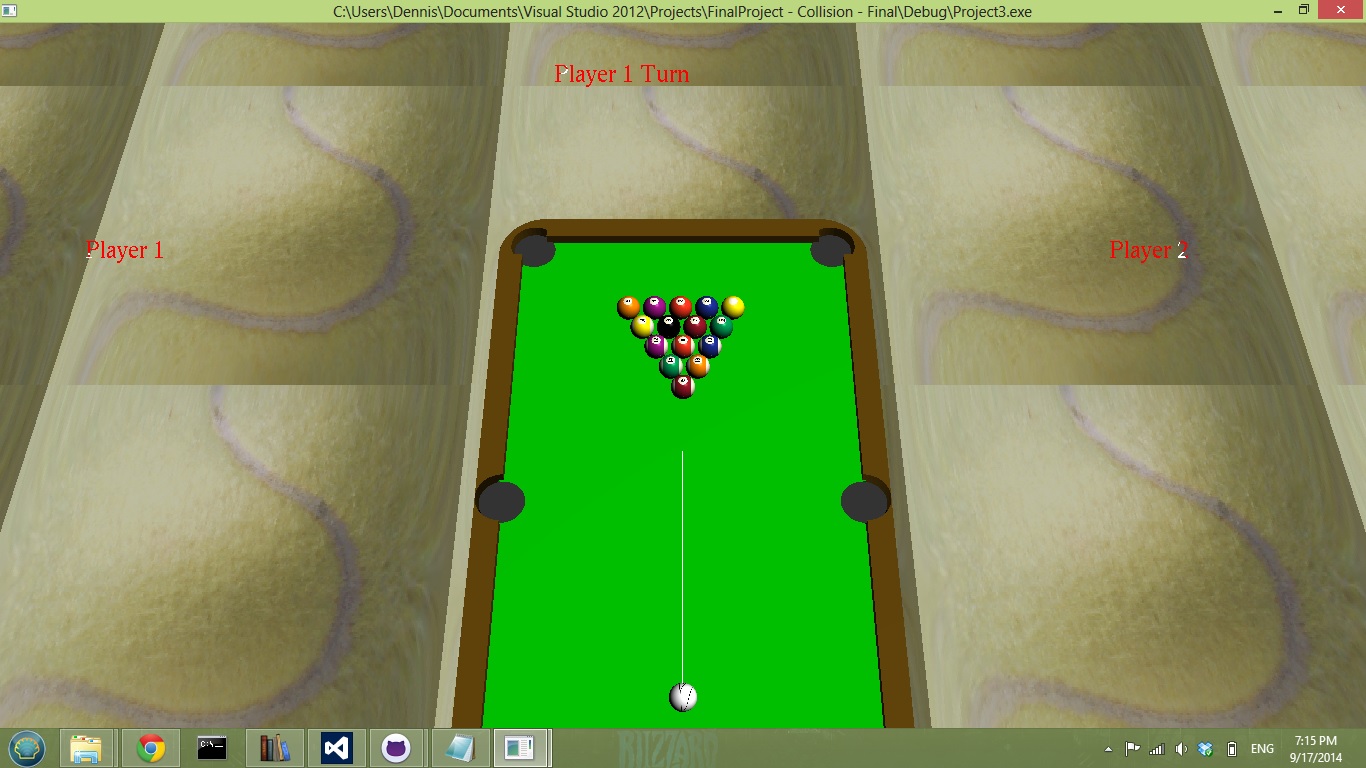 C:\Users\Dennis\Documents\Visual Studio 2012\Projects\FinalProject - Collision - Final\Debug\Project3.exe
Player 1 Turn
Player 1
Player 2
C:\
BLIZZARD
ENG
7:15 PM
9/17/2014